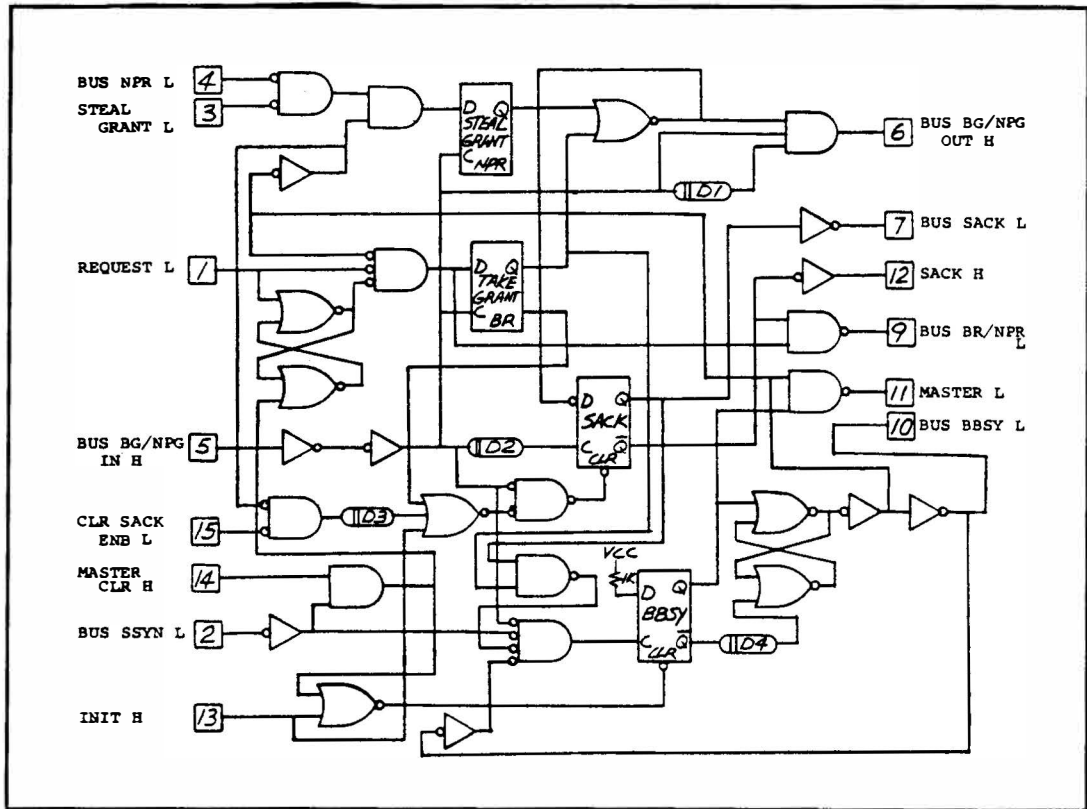 BUS NPR L 4
STEAL GRANT L 3
REQUEST L 1
BUS BG/NPG IN H 5
CLR SACK ENB L 15
MASTER CLR H 14
BUS SSYN L 2
INIT H 13
D Q
STEAL GRANT
C NPR
D Q
TAKE GRANT
C BR
D1
D2
D3
D Q
SACK
C Q
CLR
VCC
1K
D Q
BBSY
C Q
CLR
D4
6 BUS BG/NPG OUT H
7 BUS SACK L
12 SACK H
9 BUS BR/NPR L
11 MASTER L
10 BUS BBSY L